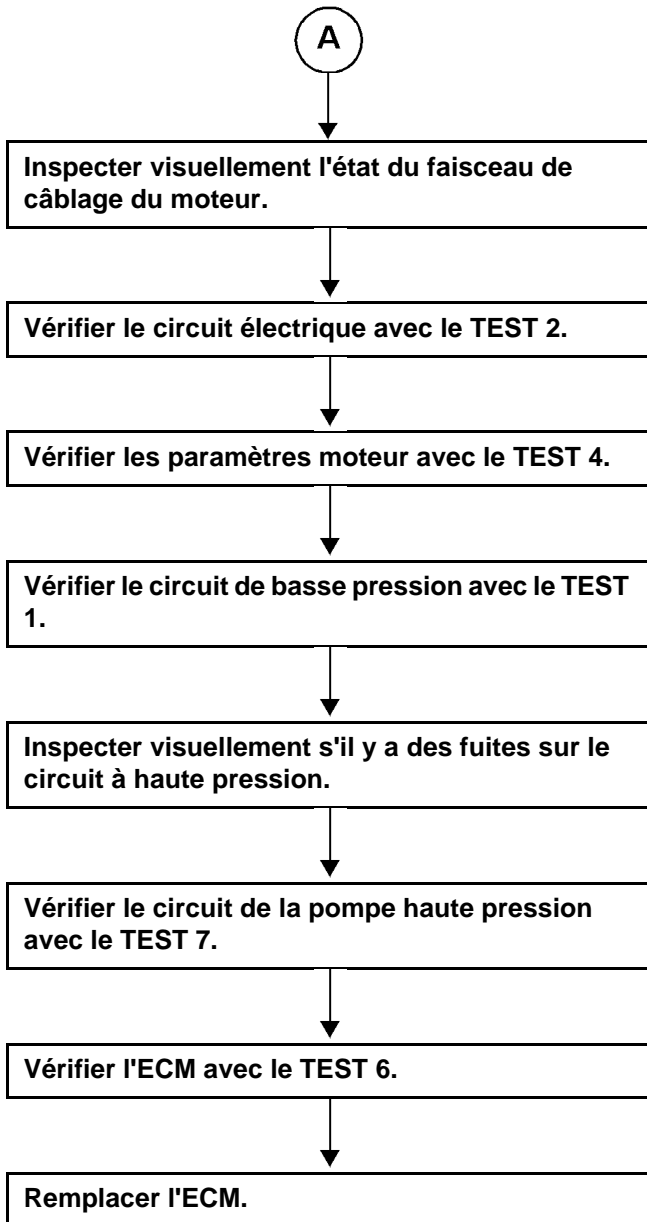 A
Inspecter visuellement l'état du faisceau de
câblage du moteur.
Vérifier le circuit électrique avec le TEST 2.
Vérifier les paramètres moteur avec le TEST 4.
Vérifier le circuit de basse pression avec le TEST
1.
Inspecter visuellement s'il y a des fuites sur le
circuit à haute pression.
Vérifier le circuit de la pompe haute pression
avec le TEST 7.
Vérifier l'ECM avec le TEST 6.
Remplacer l'ECM.